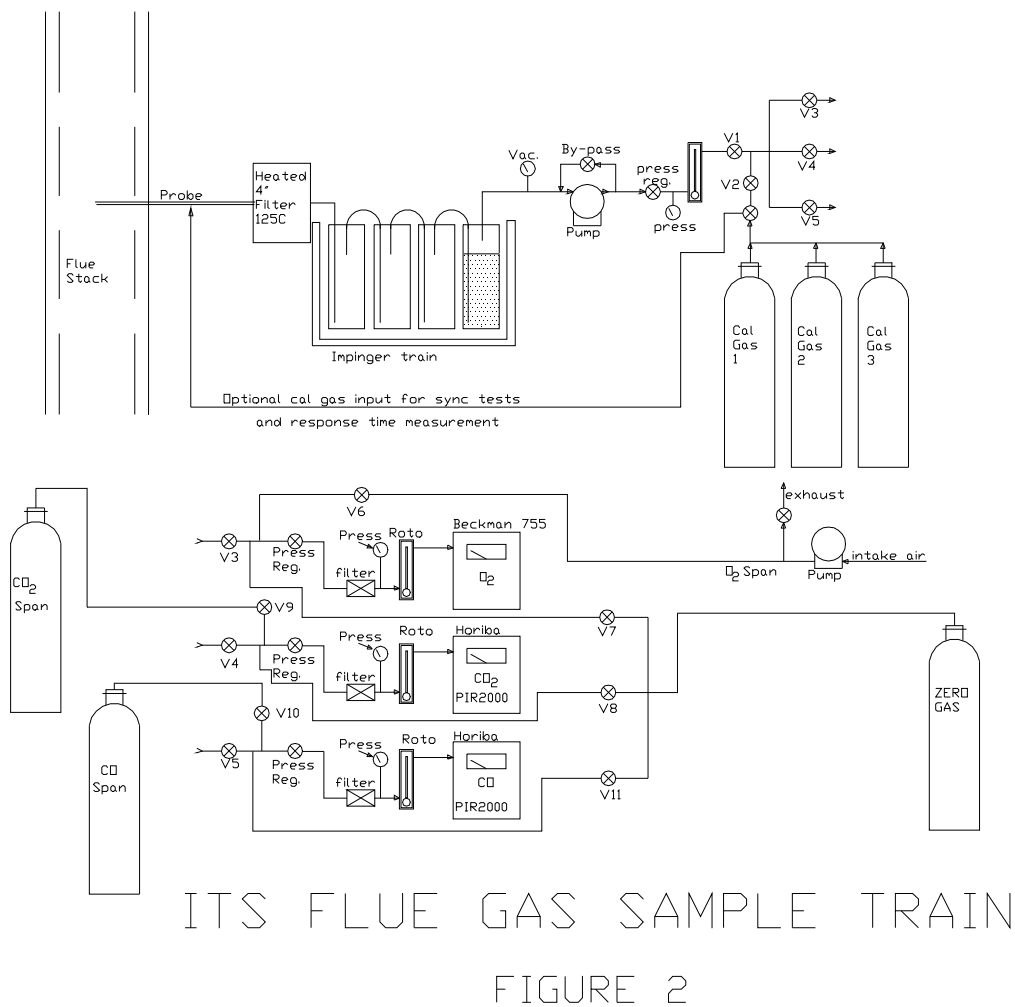 V3
V1
By-pass
Vac.
V4
press
reg.
Heated
4"
Filter
125C
V2
Probe
V5
press
Pump
Flue
Stack
Cal
Gas
1
Cal
Gas
2
Cal
Gas
3
Impinger train
Optional cal gas input for sync tests
and response time measurement
exhaust
V6
Beckman 755
Press
Roto
V3
Press
Reg.
intake air
filter
O2
O2 Span
Pump
CO2
Span
V9
V7
Press
Roto
Horiba
V4
Press
Reg.
filter
CO2
PIR2000
ZERO
GAS
V8
V10
Press
Roto
Horiba
V5
Press
Reg.
filter
CO
PIR2000
V11
CO
Span
ITS FLUE GAS SAMPLE TRAIN
FIGURE 2